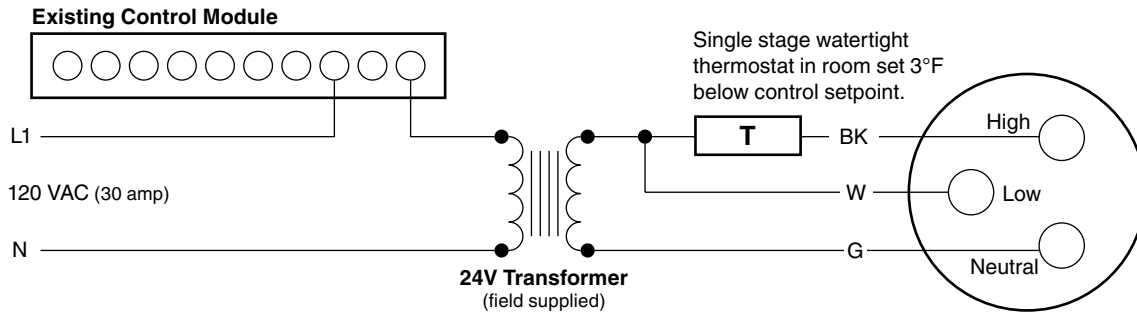 Existing Control Module
Single stage watertight
thermostat in room set 3°F
below control setpoint.
L1
T
BK
High
120 VAC (30 amp)
W
Low
N
G
Neutral
24V Transformer
(field supplied)